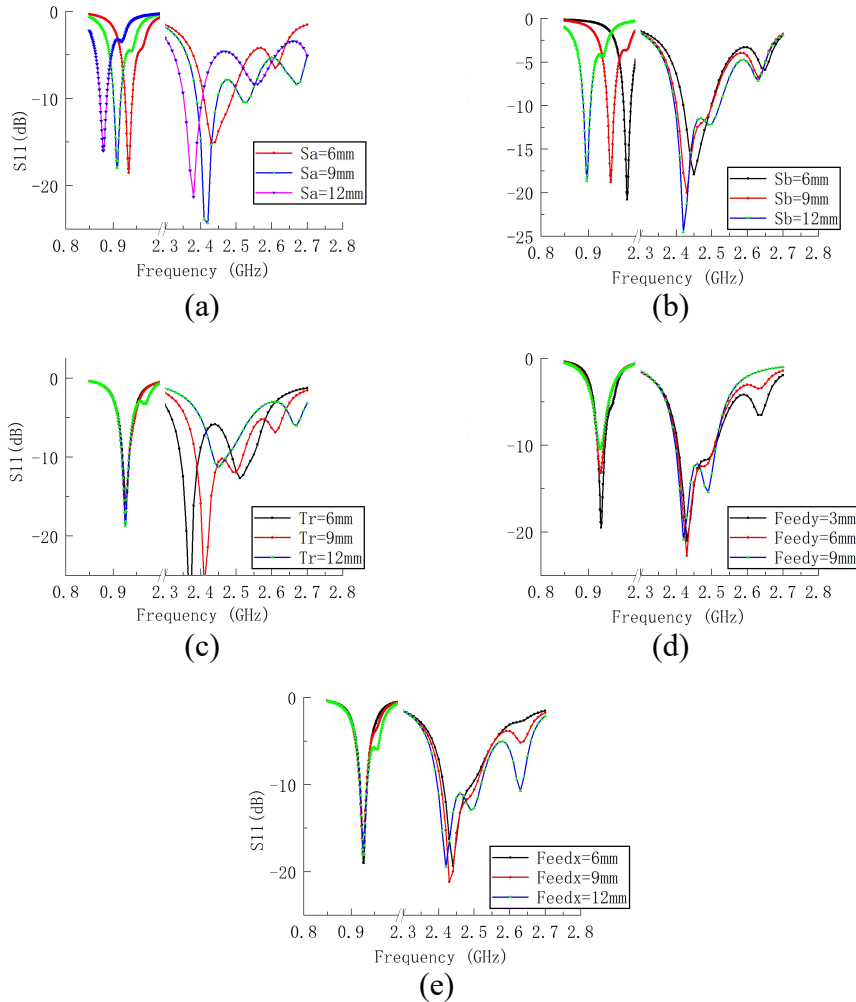 0
-10
-20
S11(dB)
Sa=6mm
Sa=9mm
Sa=12mm
0.8 0.9 2.3 2.4 2.5 2.6 2.7 2.8
Frequency (GHz)
(a)
0
-5
-10
-15
-20
-25
Sb=6mm
Sb=9mm
Sb=12mm
0.8 0.9 2.3 2.4 2.5 2.6 2.7 2.8
Frequency (GHz)
(b)
0
-10
-20
S11(dB)
Tr=6mm
Tr=9mm
Tr=12mm
0.8 0.9 2.3 2.4 2.5 2.6 2.7 2.8
Frequency (GHz)
(c)
0
-10
-20
Feedy=3mm
Feedy=6mm
Feedy=9mm
0.8 0.9 2.3 2.4 2.5 2.6 2.7 2.8
Frequency (GHz)
(d)
0
-10
-20
S11(dB)
Feedx=6mm
Feedx=9mm
Feedx=12mm
0.8 0.9 2.3 2.4 2.5 2.6 2.7 2.8
Frequency (GHz)
(e)